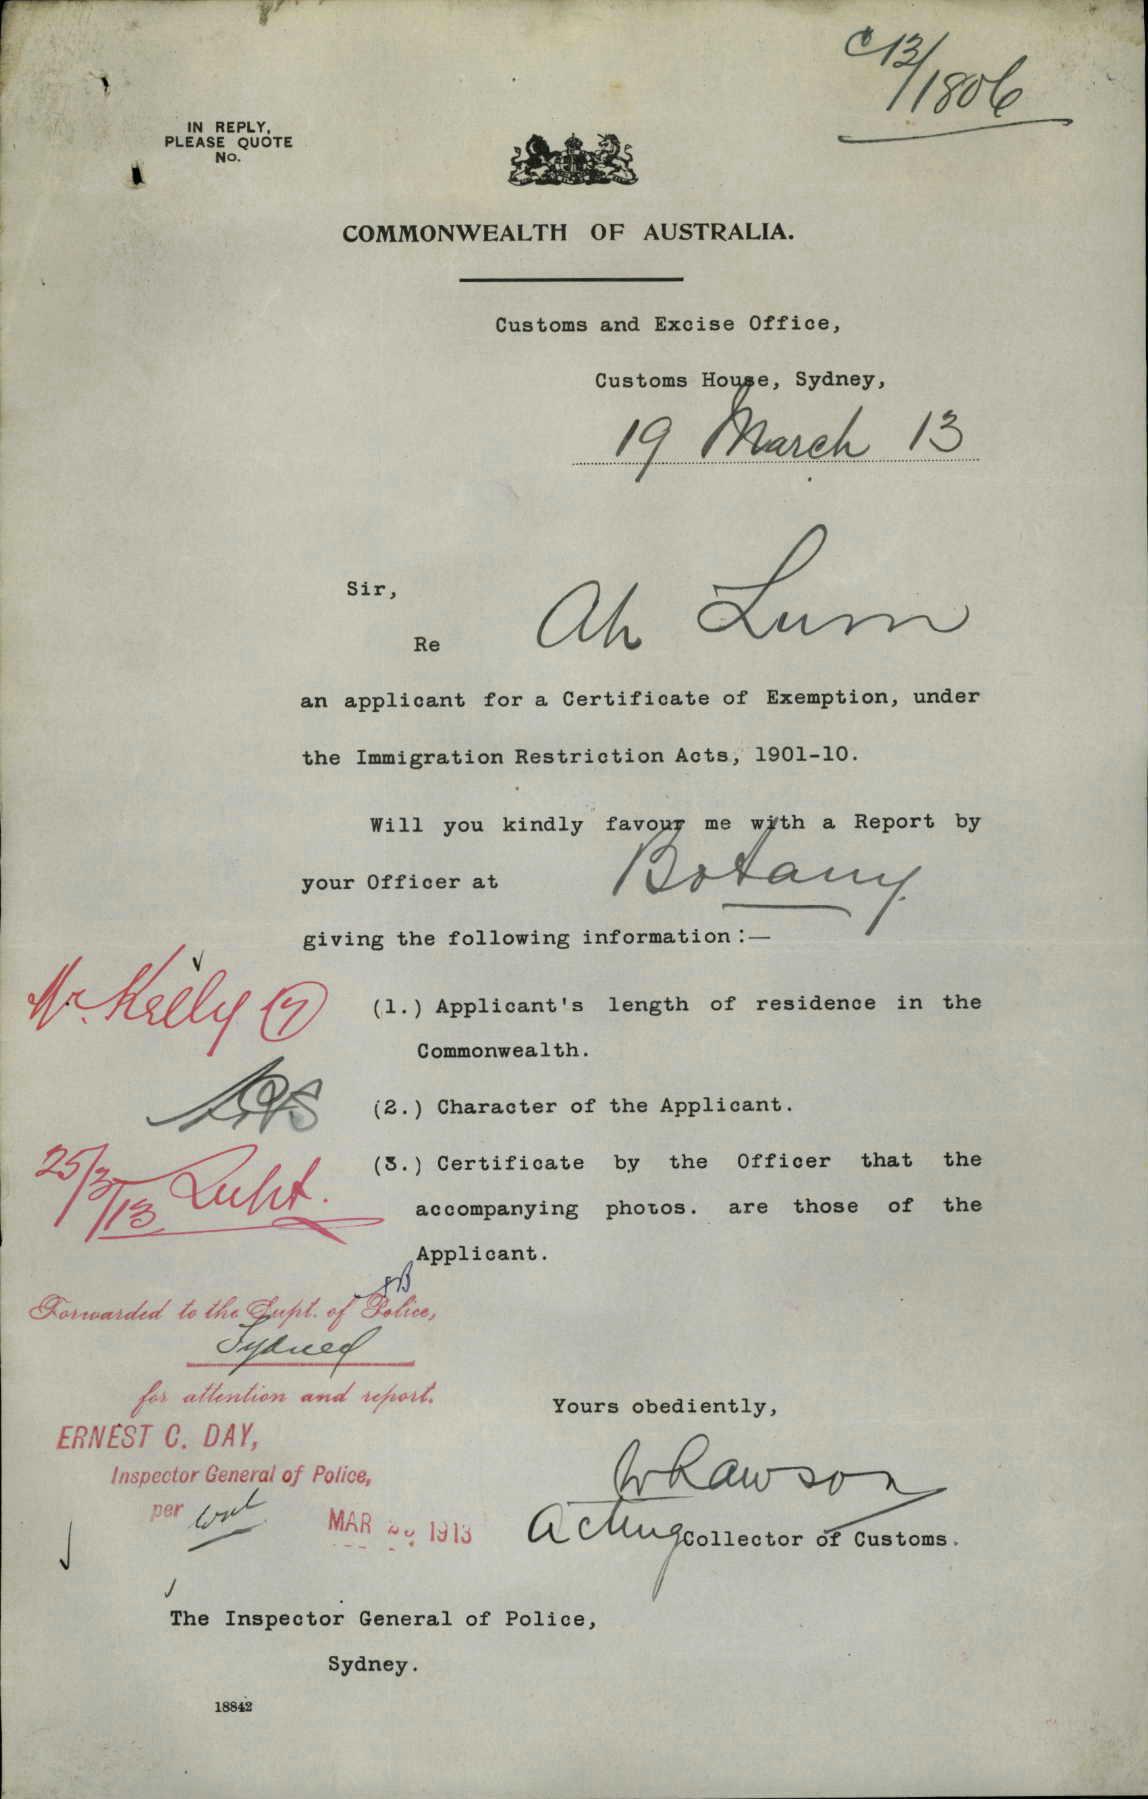 C13/1806
IN REPLY,
PLEASE QUOTE
No.
COMMONWEALTH OF AUSTRALIA.
Customs and Excise Office,
Customs House, Sydney,
19 March 13
Sir,
Re Ah Lum
an applicant for a Certificate of Exemption, under
the Immigration Restriction Acts, 1901-10.
Will you kindly favour me with a Report by
your Officer at Botany.
giving the following information:—
Mr. Kelly (7)
(1.) Applicant's length of residence in the
Commonwealth.
(2.) Character of the Applicant.
25/3/13
(3.) Certificate by the Officer that the
accompanying photos. are those of the
Applicant.
Forwarded to the Supt. of Police,
Sydney
for attention and report.
ERNEST C. DAY,
Inspector General of Police,
per
MAR 1913
Yours obediently,
W Rawson
Acting Collector of Customs.
The Inspector General of Police,
Sydney.
18842